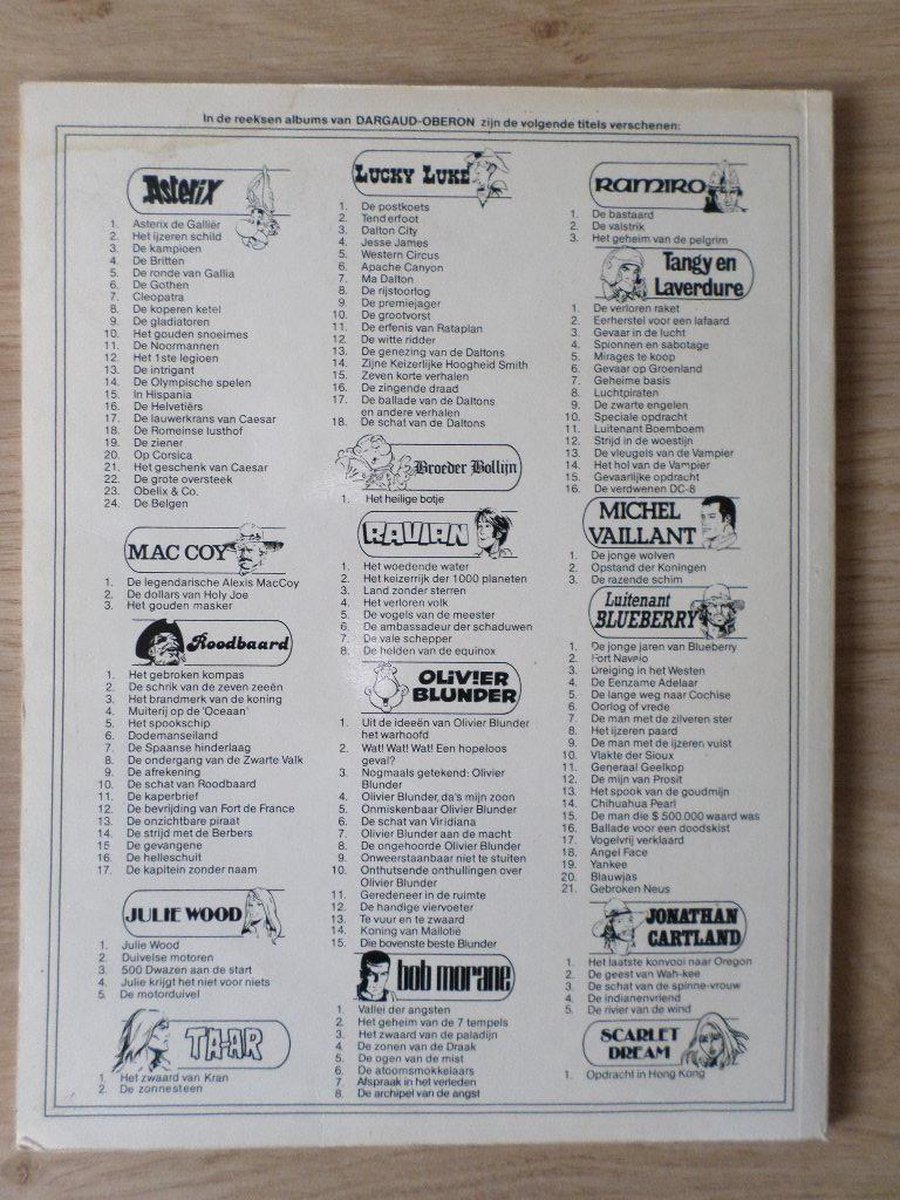 In de reeksen albums van DARGAUD-OBERON zijn de volgende titels verschenen:
Asterix
1. Asterix de Galliër
2. Het ijzeren schild
3. De kampioen
4. De Britten
5. De ronde van Gallia
6. De Gothen
7. Cleopatra
8. De koperen ketel
9. De gladiatoren
10. Het gouden snoeimes
11. De Noormannen
12. Het 1ste legioen
13. De intrigant
14. De Olympische spelen
15. In Hispania
16. De Helvetiërs
17. De lauwerkrans van Caesar
18. De Romeinse lusthof
19. De ziener
20. Op Corsica
21. Het geschenk van Caesar
22. De grote oversteek
23. Obelix & Co.
24. De Belgen
MAC COY
1. De legendarische Alexis MacCoy
2. De dollars van Holy Joe
3. Het gouden masker
Roodbaard
1. Het gebroken kompas
2. De schrik van de zeven zeeën
3. Het brandmerk van de koning
4. Muiterij op de 'Oceaan'
5. Het spookschip
6. Dodemanseiland
7. De Spaanse hinderlaag
8. De ondergang van de Zwarte Valk
9. De afrekening
10. De schat van Roodbaard
11. De kaperbrief
12. De bevrijding van Fort de France
13. De onzichtbare piraat
14. De strijd met de Berbers
15 De gevangene
16. De helleschuit
17. De kapitein zonder naam
JULIE WOOD
1. Julie Wood
2. Duivelse motoren
3. 500 Dwazen aan de start
4. Julie krijgt het niet voor niets
5. De motorduivel
TA-AR
1. Het zwaard van Kran
2. De zonnesteen
LUCKY LUKE
1. De postkoets
2. Tenderfoot
3. Dalton City
4. Jesse James
5. Western Circus
6. Apache Canyon
7. Ma Dalton
8. De rijstoorlog
9. De premiejager
10. De grootvorst
11. De erfenis van Rataplan
12. De witte ridder
13. De genezing van de Daltons
14. Zijne Keizerlijke Hoogheid Smith
15. Zeven korte verhalen
16. De zingende draad
17. De ballade van de Daltons
en andere verhalen
18. De schat van de Daltons
Broeder Bollijn
1. Het heilige botje
RAVIAN
1. Het woedende water
2. Het keizerrijk der 1000 planeten
3. Land zonder sterren
4. Het verloren volk
5. De vogels van de meester
6. De ambassadeur der schaduwen
7. De vale schepper
8. De helden van de equinox
OLIVIER
BLUNDER
1. Uit de ideeën van Olivier Blunder
het warhoofd
2. Wat! Wat! Wat! Een hopeloos
geval?
3. Nogmaals getekend: Olivier
Blunder
4. Olivier Blunder, da's mijn zoon
5. Onmiskenbaar Olivier Blunder
6. De schat van Viridiana
7. Olivier Blunder aan de macht
8. De ongehoorde Olivier Blunder
9. Onweerstaanbaar niet te stuiten
10. Onthutsende onthullingen over
Olivier Blunder
11. Geredeneer in de ruimte
12. De handige viervoeter
13. Te vuur en te zwaard
14. Koning van Mallotië
15. Die bovenste beste Blunder
bob morane
1. Vallei der angsten
2. Het geheim van de 7 tempels
3. Het zwaard van de paladijn
4. De zonen van de Draak
5. De ogen van de mist
6. De atoomsmokkelaars
7. Afspraak in het verleden
8. De archipel van de angst
RAMIRO
1. De bastaard
2. De valstrik
3. Het geheim van de pelgrim
Tangy en
Laverdure
1. De verloren raket
2. Eerherstel voor een lafaard
3. Gevaar in de lucht
4. Spionnen en sabotage
5. Mirages te koop
6. Gevaar op Groenland
7. Geheime basis
8. Luchtpiraten
9. De zwarte engelen
10. Speciale opdracht
11. Luitenant Boemboem
12. Strijd in de woestijn
13. De vleugels van de Vampier
14. Het hol van de Vampier
15. Gevaarlijke opdracht
16. De verdwenen DC-8
MICHEL
VAILLANT
1. De jonge wolven
2. Opstand der Koningen
3. De razende schim
Luitenant
BLUEBERRY
1. De jonge jaren van Blueberry
2. Fort Navajo
3. Dreiging in het Westen
4. De Eenzame Adelaar
5. De lange weg naar Cochise
6. Oorlog of vrede
7. De man met de zilveren ster
8. Het ijzeren paard
9. De man met de ijzeren vuist
10. Vlakte der Sioux
11. Generaal Geelkop
12. De mijn van Prosit
13. Het spook van de goudmijn
14. Chihuahua Pearl
15. De man die $ 500.000 waard was
16. Ballade voor een doodskist
17. Vogelvrij verklaard
18. Angel Face
19. Yankee
20. Blauwjas
21. Gebroken Neus
JONATHAN
CARTLAND
1. Het laatste konvooi naar Oregon
2. De geest van Wah-kee
3. De schat van de spinne-vrouw
4. De indianenvriend
5. De rivier van de wind
SCARLET
DREAM
1. Opdracht in Hong Kong